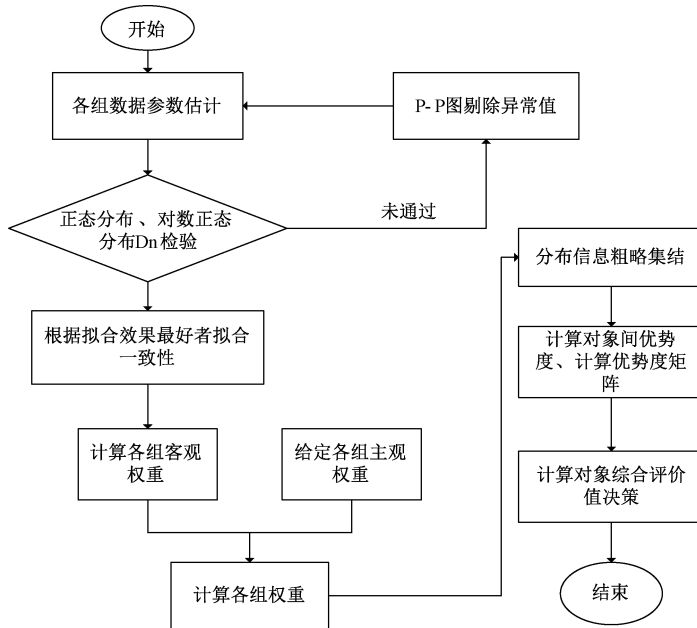 开始
各组数据参数估计
P-P图剔除异常值
正态分布、对数正态
分布Dn检验
未通过
根据拟合效果最好者拟合
一致性
计算各组客观
权重
给定各组主观
权重
计算各组权重
分布信息粗略集结
计算对象间优势
度、计算优势度矩
阵
计算对象综合评价
值决策
结束